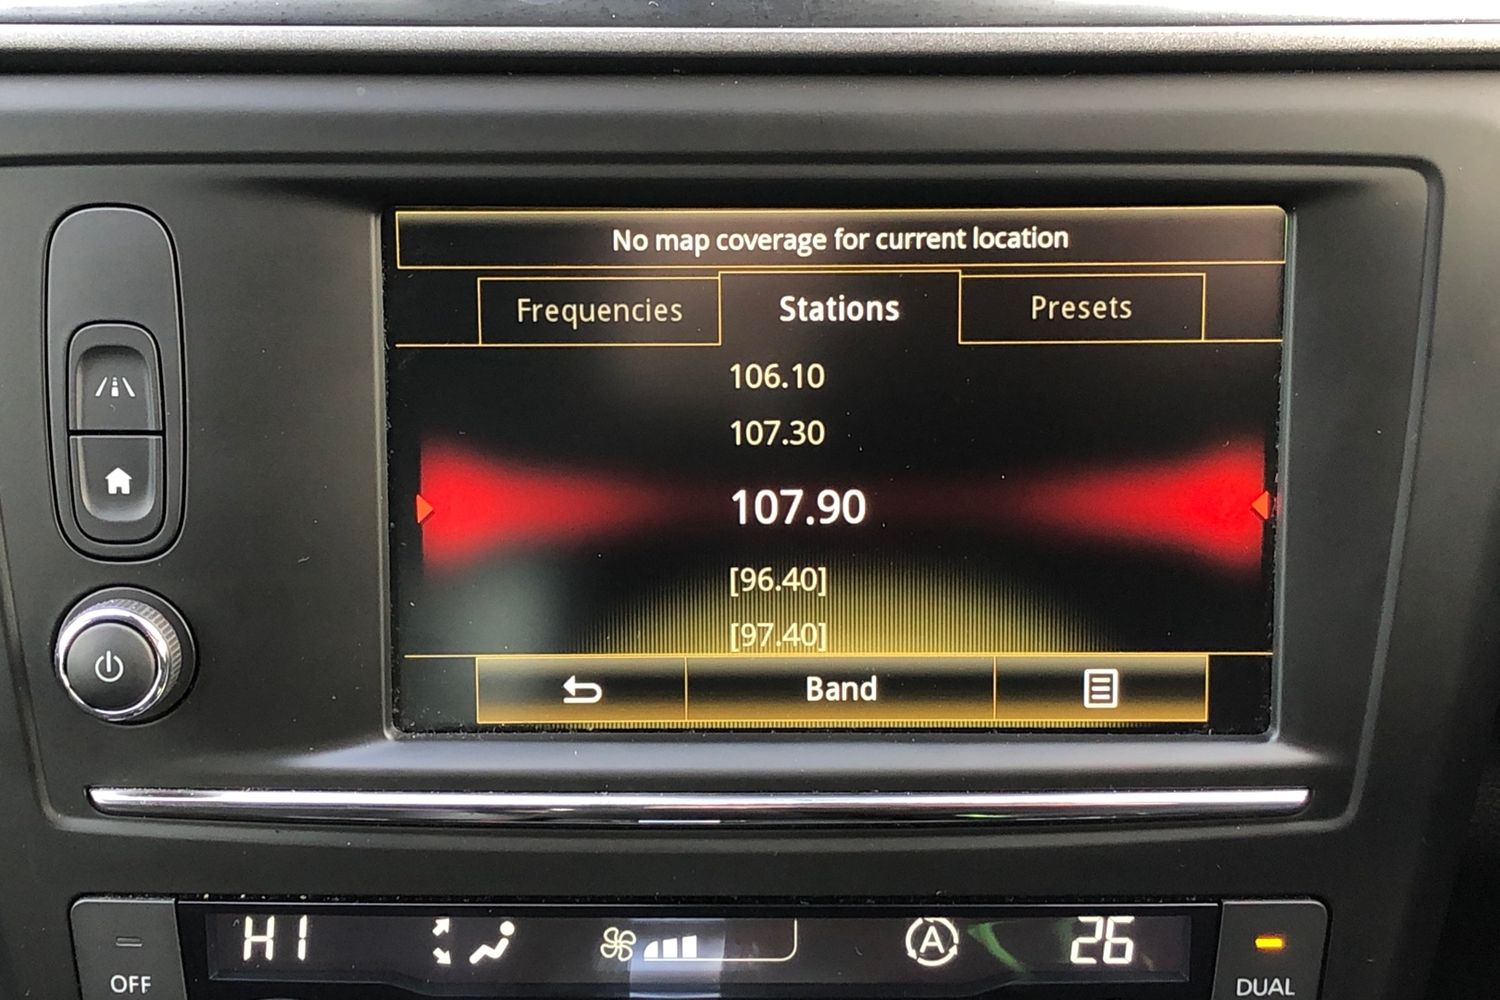 No map coverage for current location
Frequencies Stations Presets
106.10
107.30
107.90
[96.40]
[97.40]
Band
HI A 26
OFF DUAL